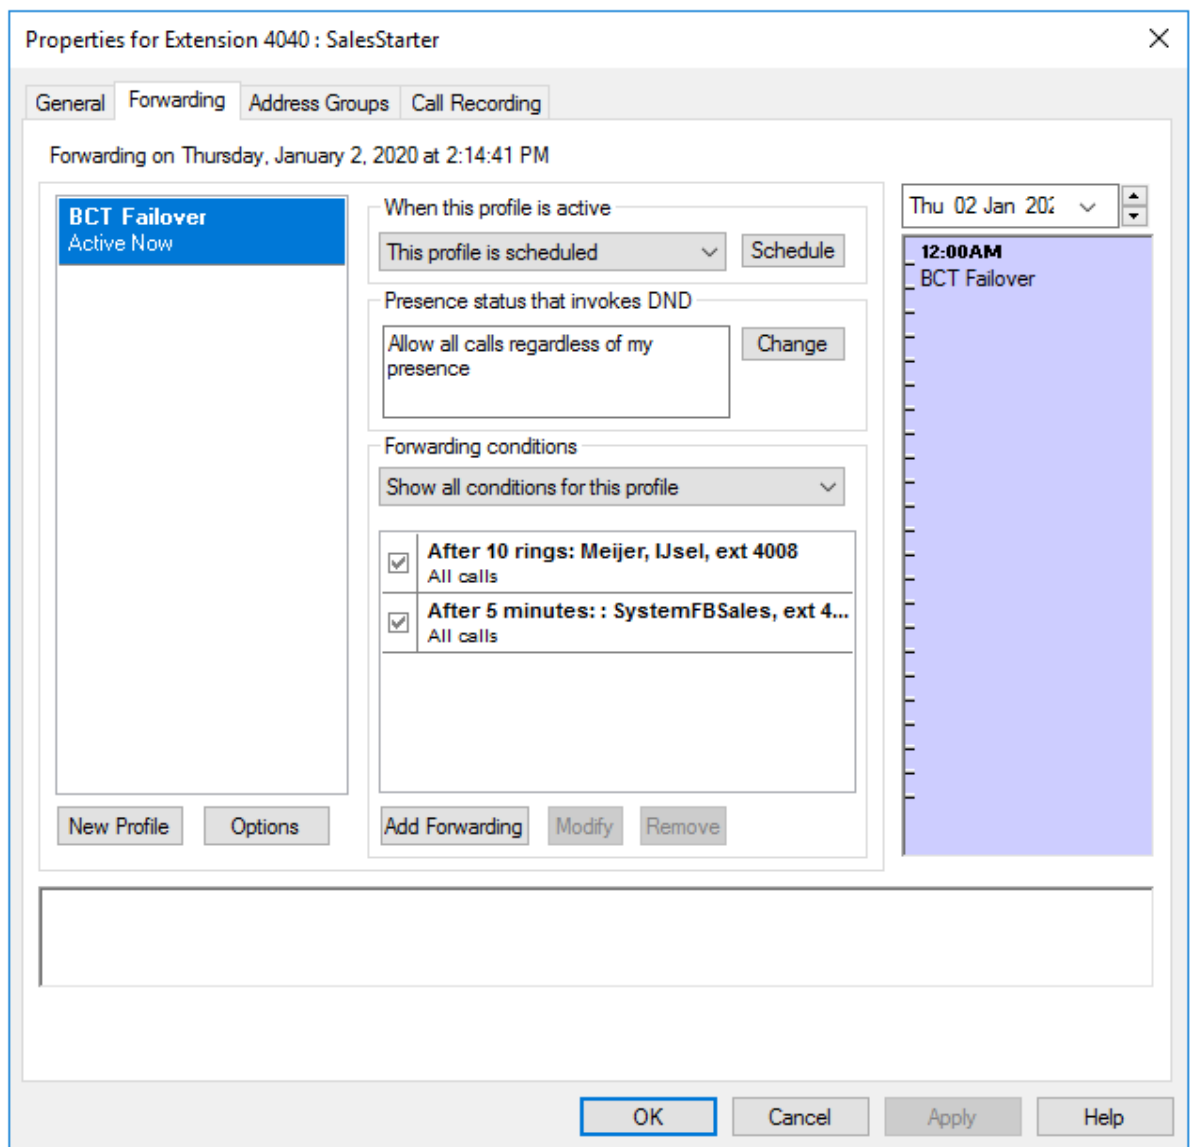 Properties for Extension 4040 : SalesStarter
General
Forwarding
Address Groups
Call Recording
Forwarding on Thursday, January 2, 2020 at 2:14:41 PM
BCT Failover
Active Now
New Profile
Options
When this profile is active
This profile is scheduled
Schedule
Presence status that invokes DND
Allow all calls regardless of my
presence
Change
Forwarding conditions
Show all conditions for this profile
After 10 rings: Meijer, IJsel, ext 4008
All calls
After 5 minutes: : SystemFBSales, ext 4...
All calls
Add Forwarding
Modify
Remove
Thu 02 Jan 202
12:00AM
BCT Failover
OK
Cancel
Apply
Help